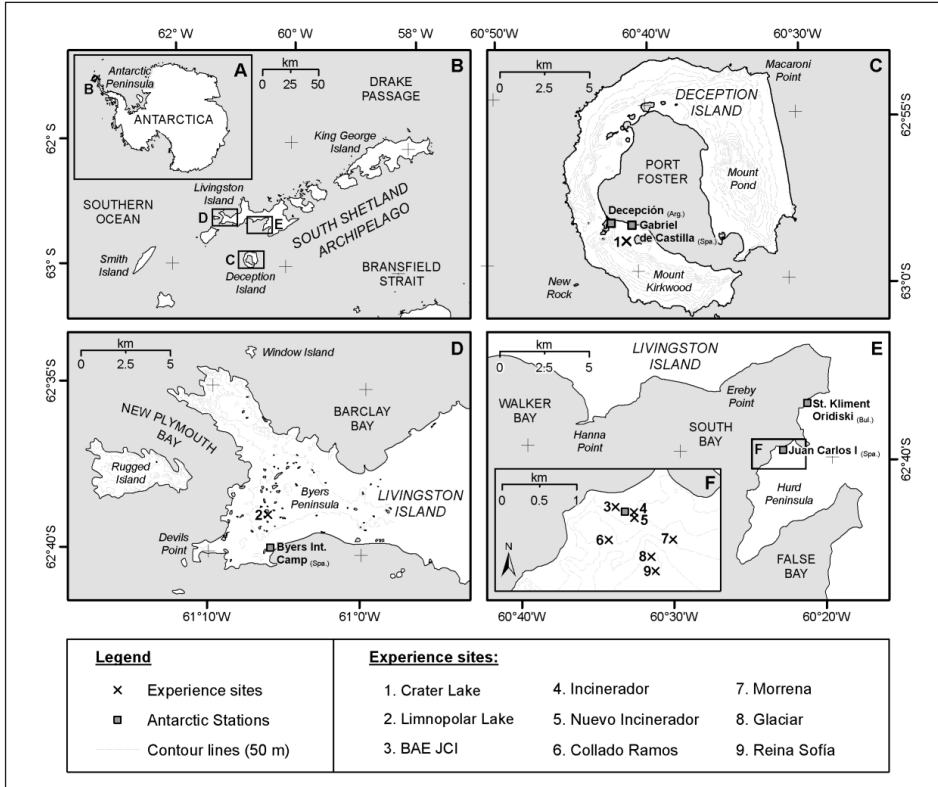 62°W 60°W 58°W
60°50'W 60°40'W 60°30'W
A
B
Antarctic
Peninsula
ANTARCTICA
B
km
0 25 50
DRAKE
PASSAGE
62° S
King George
Island
Livingston
Island
SOUTHERN
OCEAN
D
E
SOUTH SHETLAND
ARCHIPELAGO
63° S
Smith
Island
C
Deception
Island
BRANSFIELD
STRAIT
C
km
0 2.5 5
Macaroni
Point
DECEPTION
ISLAND
62°55'S
PORT
FOSTER
Mount
Pond
Decepción (Arg.)
Gabriel
de Castilla (Spa.)
1
New
Rock
Mount
Kirkwood
63°0'S
D
km
0 2.5 5
Window Island
62°35'S
NEW PLYMOUTH
BAY
BARCLAY
BAY
Rugged
Island
Byers
Peninsula
LIVINGSTON
ISLAND
2
Devils
Point
62°40'S
Byers Int.
Camp (Spa.)
61°10'W 61°0'W
E
km
0 2.5 5
LIVINGSTON
ISLAND
Ereby
Point
WALKER
BAY
Hanna
Point
SOUTH
BAY
St. Kliment
Oridiski (Bul.)
F
Juan Carlos I (Spa.)
62°40'S
Hurd
Peninsula
FALSE
BAY
F
km
0 0.5 1
3 4
5
6 7
8
9
N
60°40'W 60°30'W 60°20'W
Legend
Experience sites
Antarctic Stations
Contour lines (50 m)
Experience sites:
1. Crater Lake
2. Limnopolar Lake
3. BAE JCI
4. Incinerador
5. Nuevo Incinerador
6. Collado Ramos
7. Morrena
8. Glaciar
9. Reina Sofía